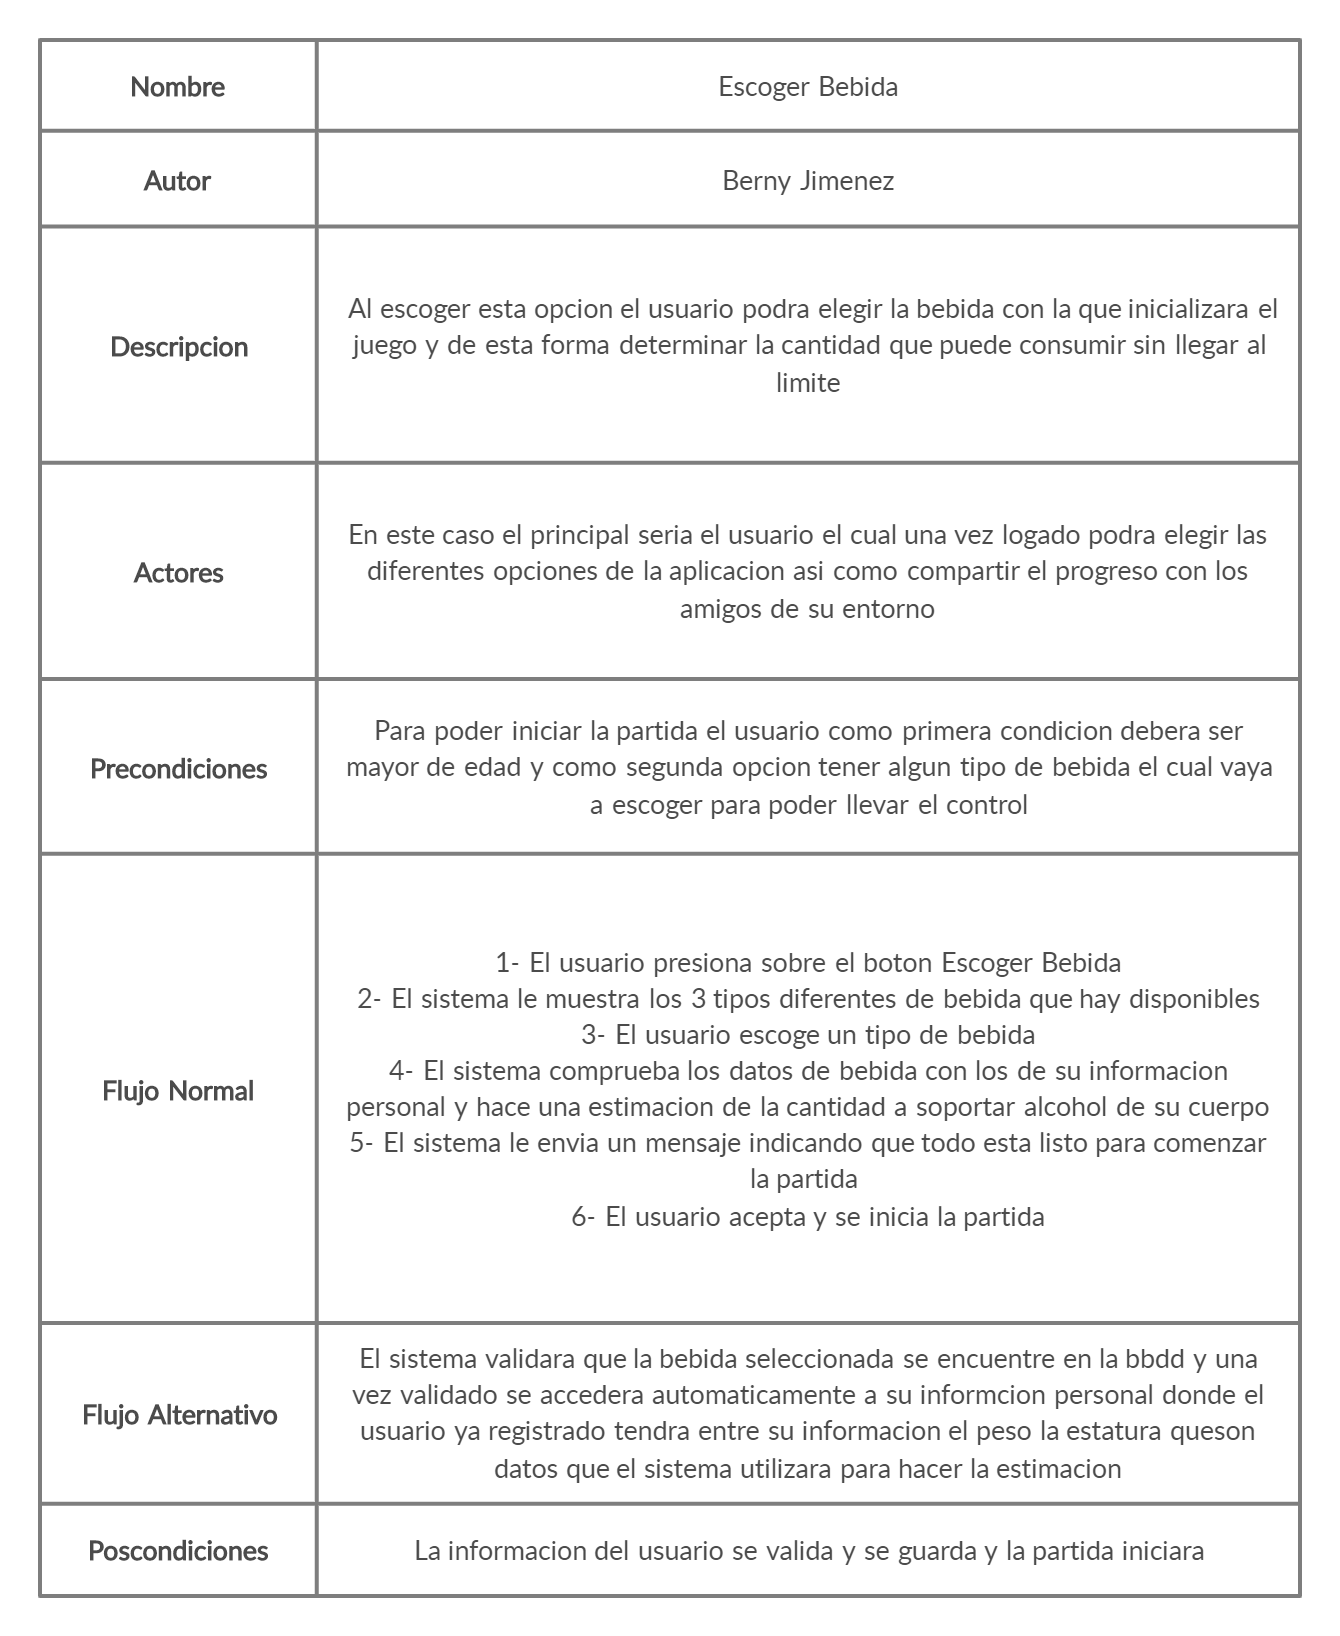 Nombre
Escoger Bebida
Autor
Berny Jimenez
Descripcion
Al escoger esta opcion el usuario podra elegir la bebida con la que inicializara el
juego y de esta forma determinar la cantidad que puede consumir sin llegar al
limite
Actores
En este caso el principal seria el usuario el cual una vez logado podra elegir las
diferentes opciones de la aplicacion asi como compartir el progreso con los
amigos de su entorno
Precondiciones
Para poder iniciar la partida el usuario como primera condicion debera ser
mayor de edad y como segunda opcion tener algun tipo de bebida el cual vaya
a escoger para poder llevar el control
Flujo Normal
1- El usuario presiona sobre el boton Escoger Bebida
2- El sistema le muestra los 3 tipos diferentes de bebida que hay disponibles
3- El usuario escoge un tipo de bebida
4- El sistema comprueba los datos de bebida con los de su informacion
personal y hace una estimacion de la cantidad a soportar alcohol de su cuerpo
5- El sistema le envia un mensaje indicando que todo esta listo para comenzar
la partida
6- El usuario acepta y se inicia la partida
Flujo Alternativo
El sistema validara que la bebida seleccionada se encuentre en la bbdd y una
vez validado se accedera automaticamente a su informcion personal donde el
usuario ya registrado tendra entre su informacion el peso la estatura queson
datos que el sistema utilizara para hacer la estimacion
Poscondiciones
La informacion del usuario se valida y se guarda y la partida iniciara